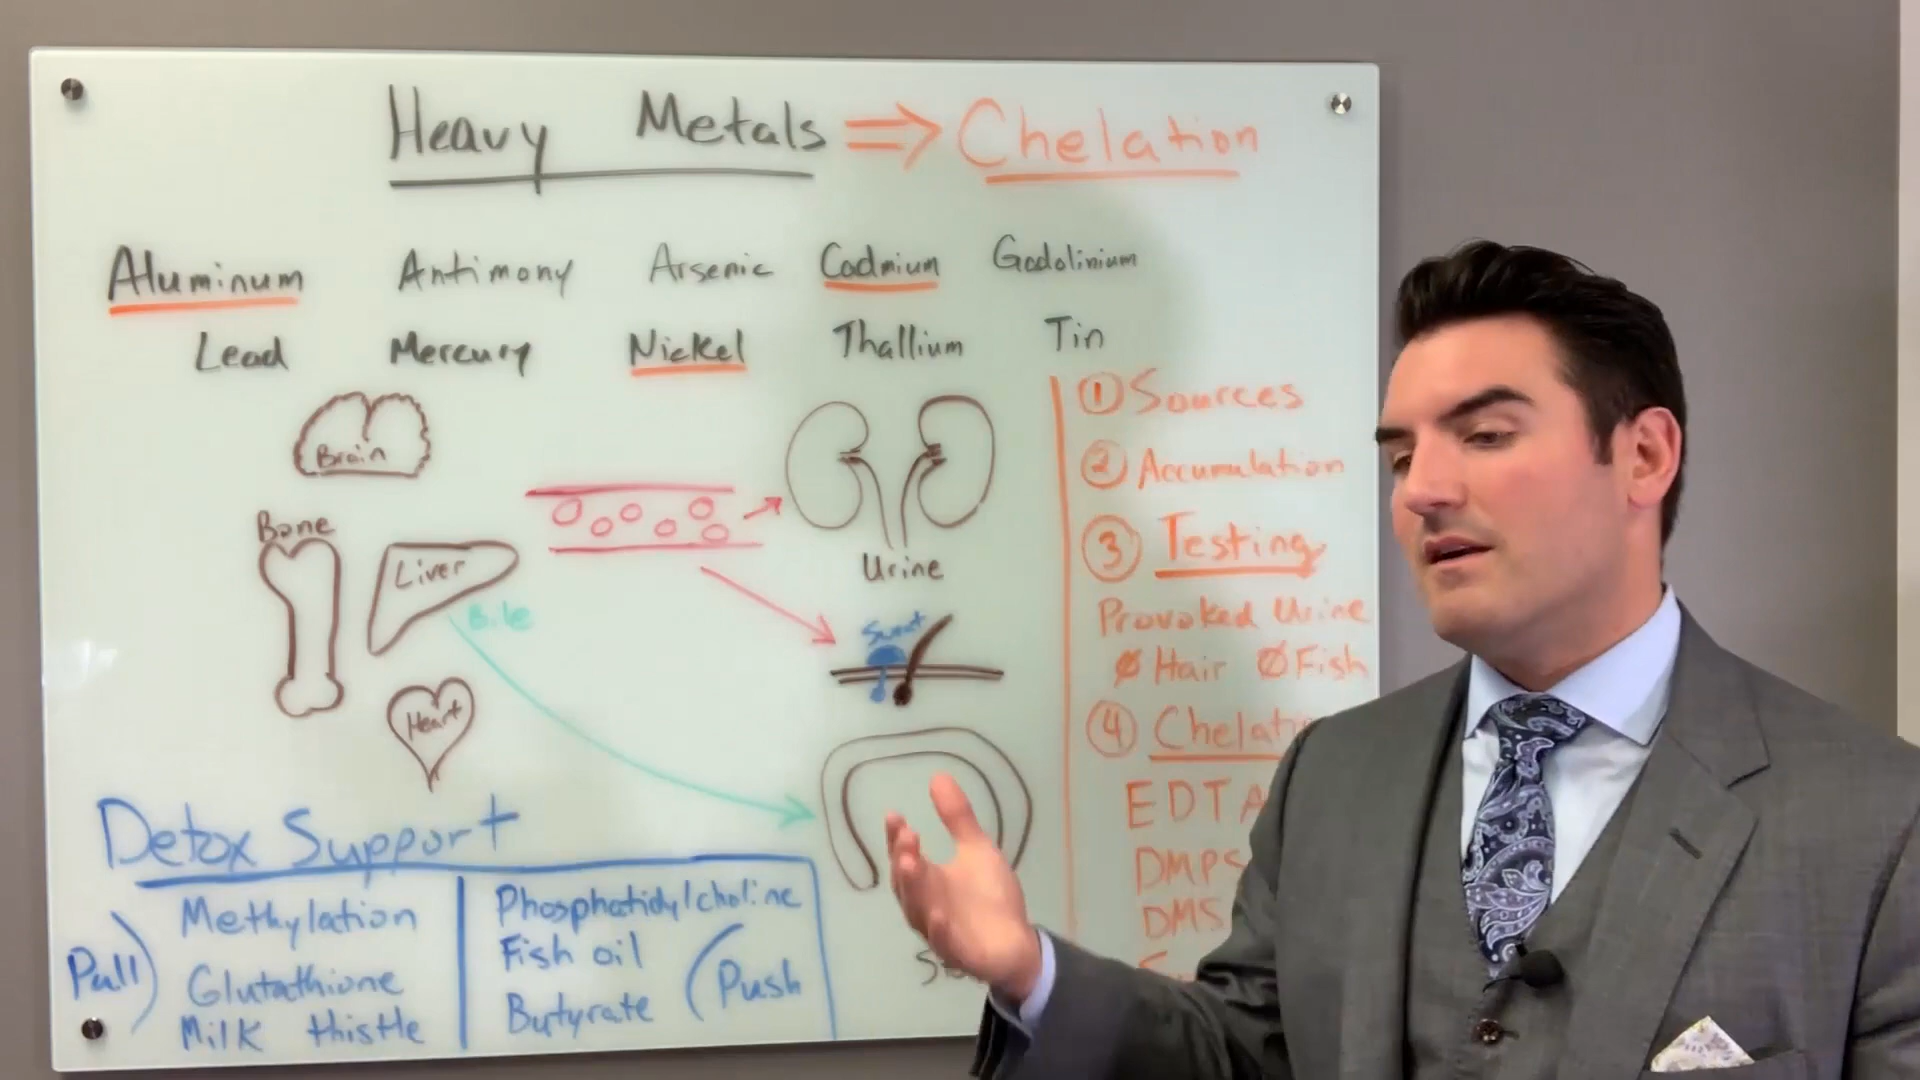 Heavy Metals ⇒ Chelation
Aluminum Antimony Arsenic Cadmium Gadolinium
Lead Mercury Nickel Thallium Tin
Brain
Bone
Liver
Bile
Heart
Urine
Sweat
① Sources
② Accumulation
③ Testing
Provoked Urine
Ø Hair Ø Fish
④ Chelati
EDTA
DMPS
DMS
Detox Support
Pull)
Methylation
Glutathione
Milk thistle
Phosphatidylcholine
Fish oil
Butyrate
(Push